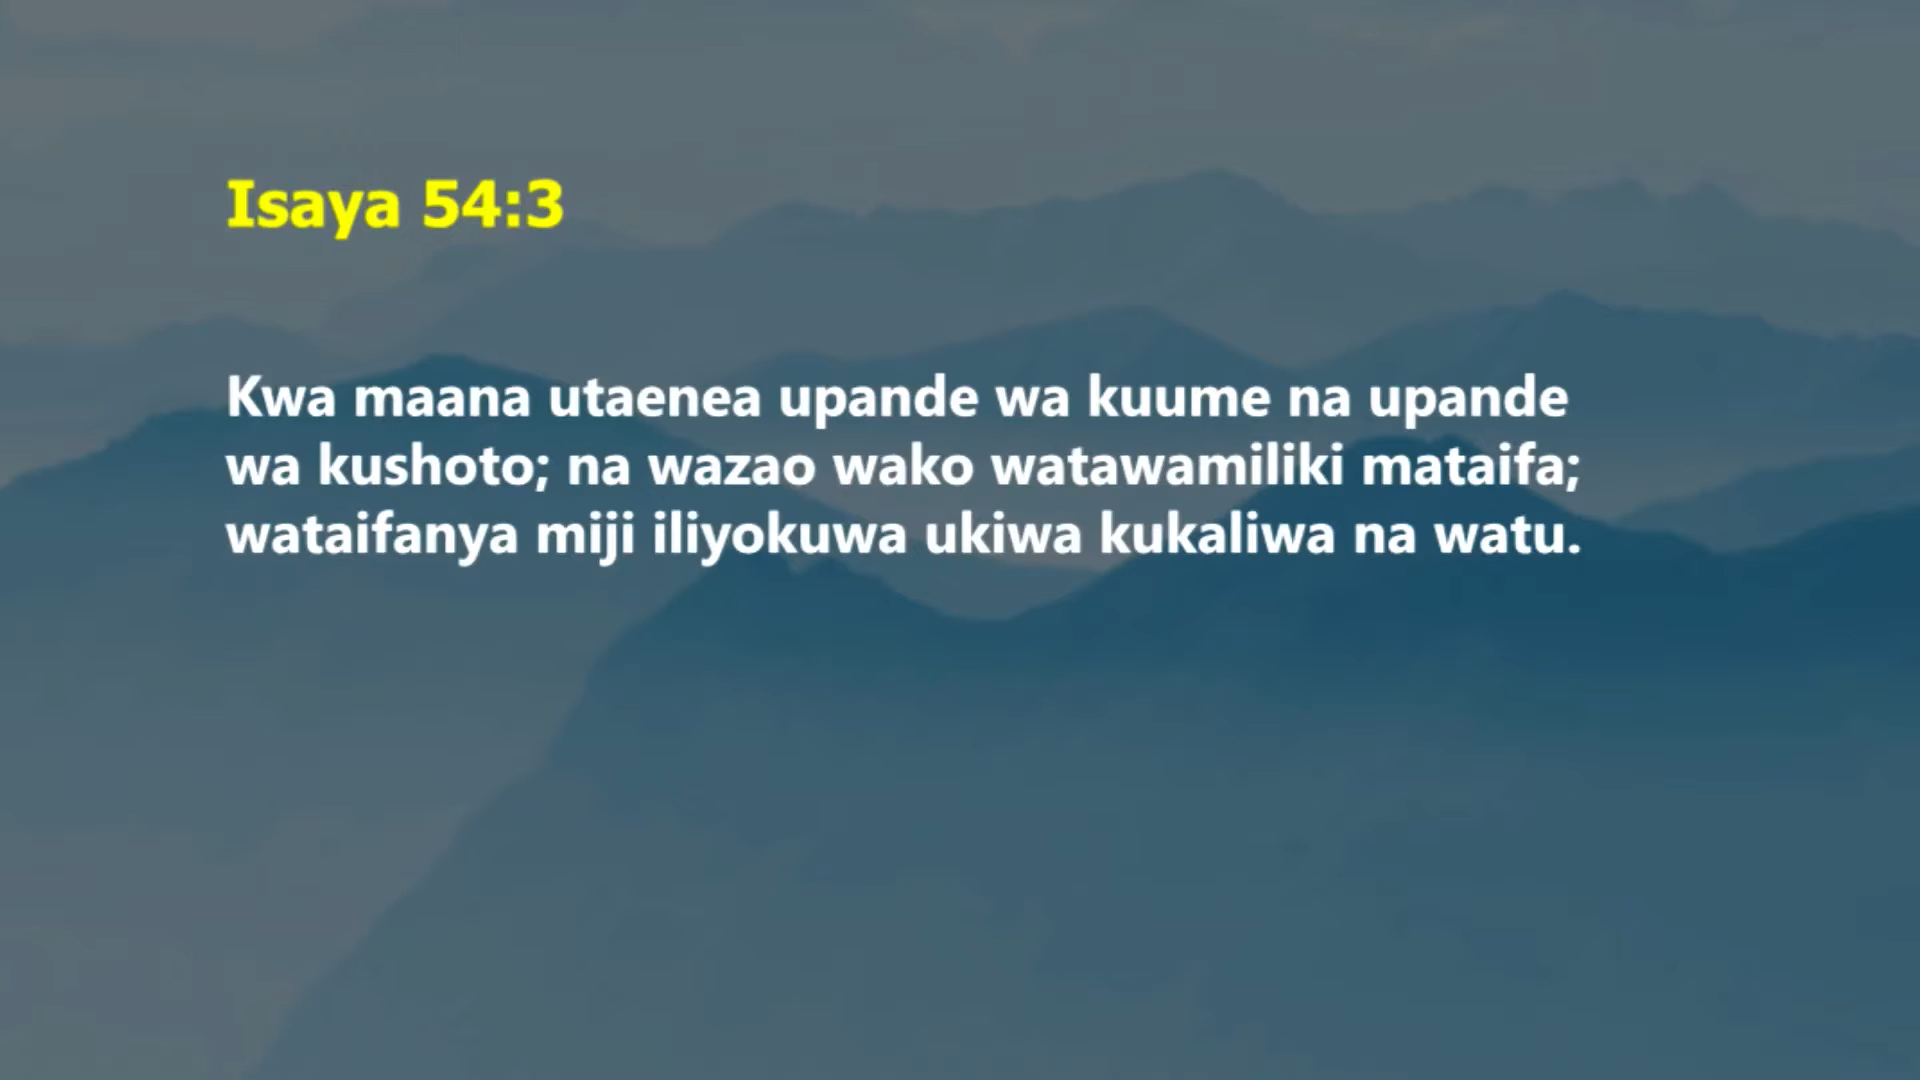 Isaya 54:3
Kwa maana utaenea upande wa kuume na upande
wa kushoto; na wazao wako watawamiliki mataifa;
wataifanya miji iliyokuwa ukiwa kukaliwa na watu.